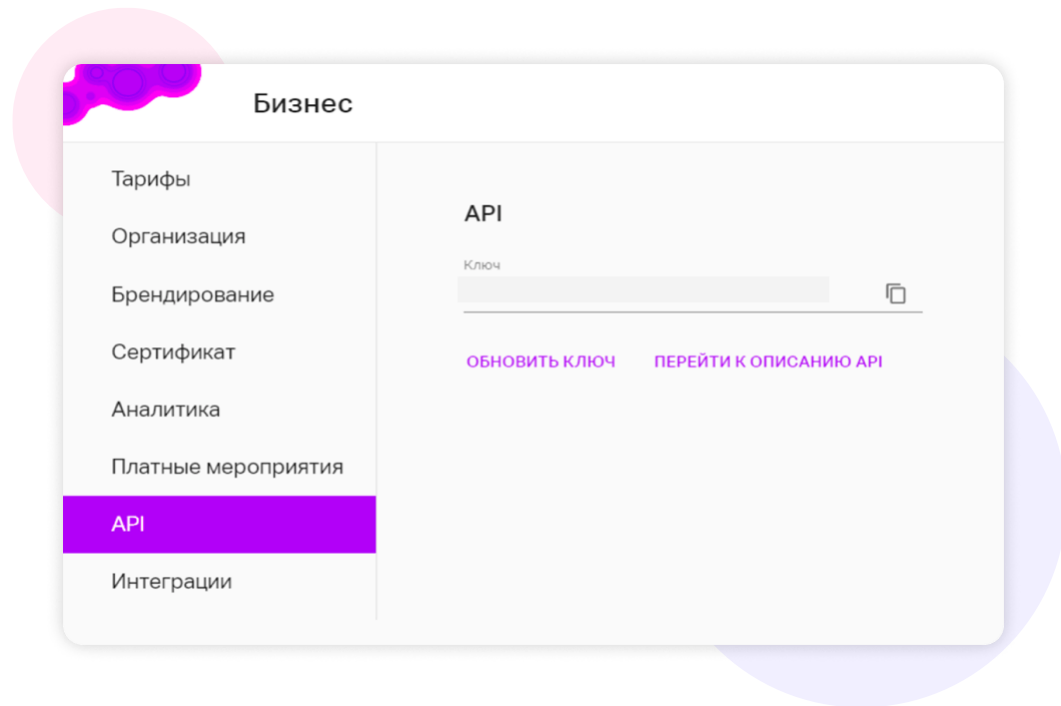 Бизнес
Тарифы
Организация
Брендирование
Сертификат
Аналитика
Платные мероприятия
API
Интеграции
API
Ключ
ОБНОВИТЬ КЛЮЧ
ПЕРЕЙТИ К ОПИСАНИЮ API